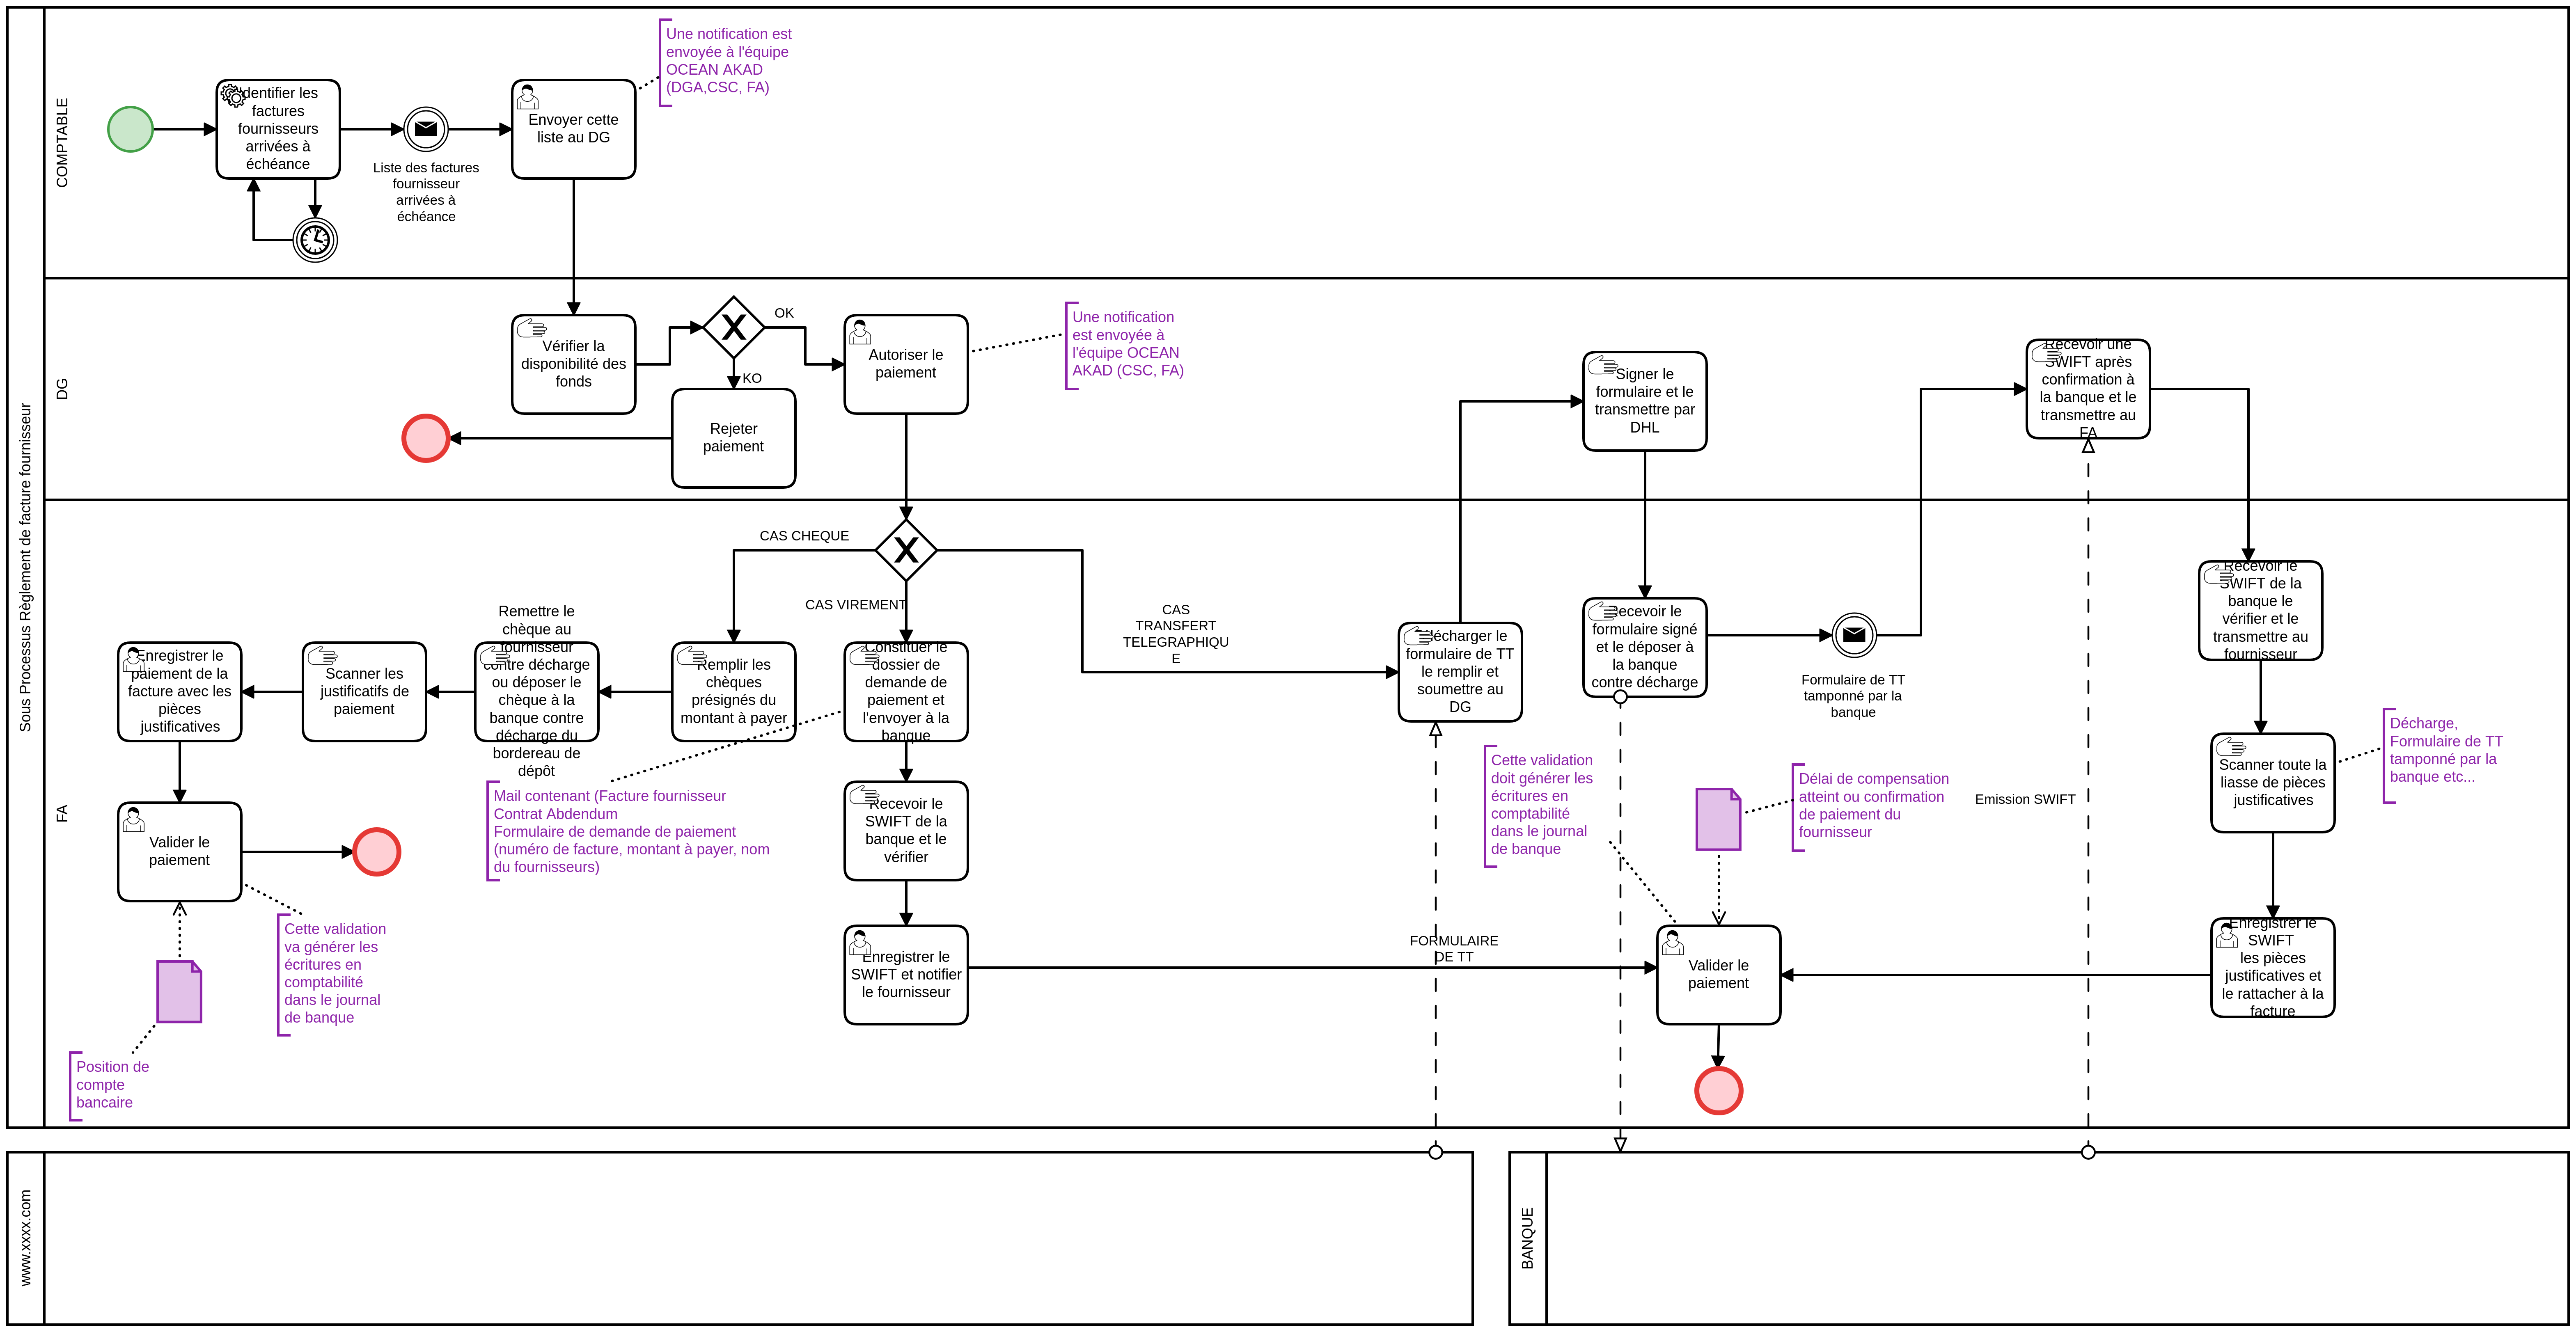 Sous Processus Règlement de facture fournisseur
COMPTABLE
Identifier les
factures
fournisseurs
arrivées à
échéance
Liste des factures
fournisseur
arrivées à
échéance
Envoyer cette
liste au DG
Une notification est
envoyée à l'équipe
OCEAN AKAD
(DGA,CSC, FA)
DG
Vérifier la
disponibilité des
fonds
OK
KO
Rejeter
paiement
Autoriser le
paiement
Une notification
est envoyée à
l'équipe OCEAN
AKAD (CSC, FA)
Signer le
formulaire et le
transmettre par
DHL
Recevoir une
SWIFT après
confirmation à
la banque et le
transmettre au
FA
FA
CAS CHEQUE
CAS VIREMENT
CAS
TRANSFERT
TELEGRAPHIQU
E
Enregistrer le
paiement de la
facture avec les
pièces
justificatives
Scanner les
justificatifs de
paiement
Remettre le
chèque au
fournisseur
contre décharge
ou déposer le
chèque à la
banque contre
décharge du
bordereau de
dépôt
Remplir les
chèques
présignés du
montant à payer
Constituer le
dossier de
demande de
paiement et
l'envoyer à la
banque
Télécharger le
formulaire de TT
le remplir et
soumettre au
DG
Recevoir le
formulaire signé
et le déposer à
la banque
contre décharge
Formulaire de TT
tamponné par la
banque
Recevoir le
SWIFT de la
banque le
vérifier et le
transmettre au
fournisseur
Valider le
paiement
Mail contenant (Facture fournisseur
Contrat Abdendum
Formulaire de demande de paiement
(numéro de facture, montant à payer, nom
du fournisseurs)
Recevoir le
SWIFT de la
banque et le
vérifier
Cette validation
doit générer les
écritures en
comptabilité
dans le journal
de banque
Délai de compensation
atteint ou confirmation
de paiement du
fournisseur
Emission SWIFT
Scanner toute la
liasse de pièces
justificatives
Décharge,
Formulaire de TT
tamponné par la
banque etc...
Cette validation
va générer les
écritures en
comptabilité
dans le journal
de banque
Position de
compte
bancaire
Enregistrer le
SWIFT et notifier
le fournisseur
FORMULAIRE
DE TT
Valider le
paiement
Enregistrer le
SWIFT
les pièces
justificatives et
le rattacher à la
facture
www.xxxx.com
BANQUE